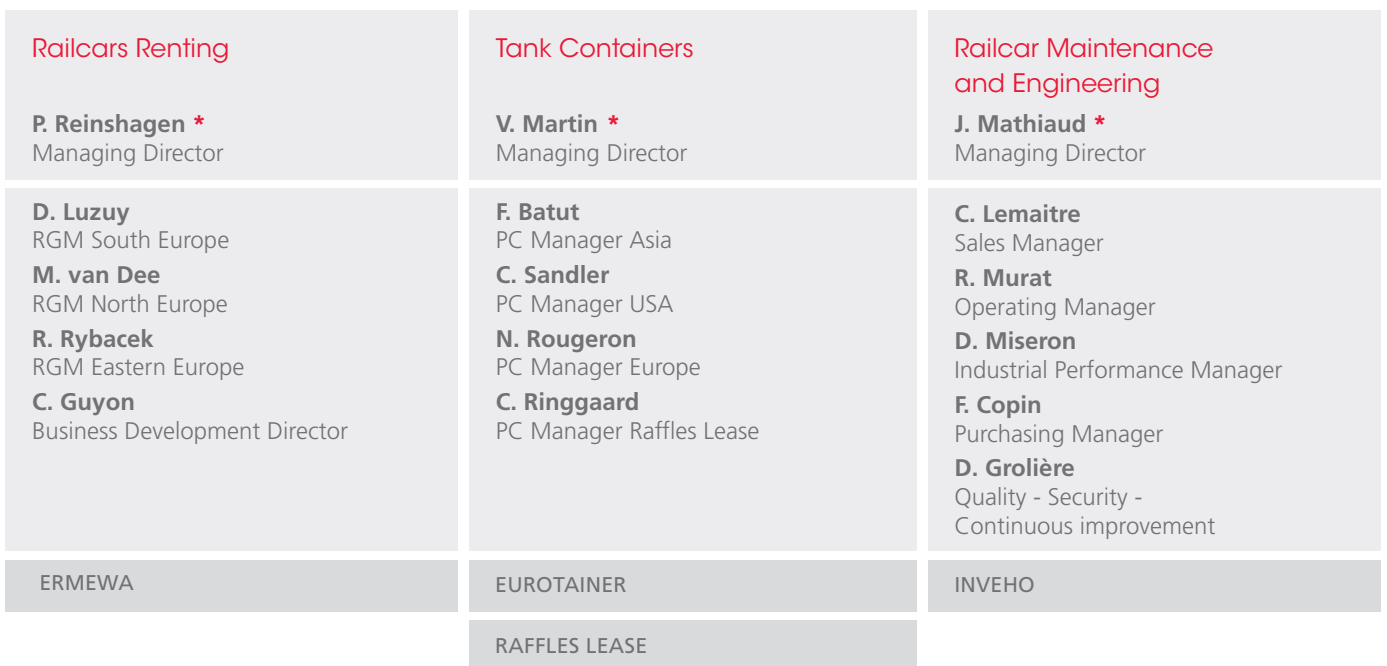 Railcars Renting
P. Reinshagen *
Managing Director
D. Luzuy
RGM South Europe
M. van Dee
RGM North Europe
R. Rybacek
RGM Eastern Europe
C. Guyon
Business Development Director
ERMEWA
Tank Containers
V. Martin *
Managing Director
F. Batut
PC Manager Asia
C. Sandler
PC Manager USA
N. Rougeron
PC Manager Europe
C. Ringgaard
PC Manager Raffles Lease
EUROTAINER
RAFFLES LEASE
Railcar Maintenance
and Engineering
J. Mathiaud *
Managing Director
C. Lemaitre
Sales Manager
R. Murat
Operating Manager
D. Miseron
Industrial Performance Manager
F. Copin
Purchasing Manager
D. Grolière
Quality - Security -
Continuous improvement
INVEHO